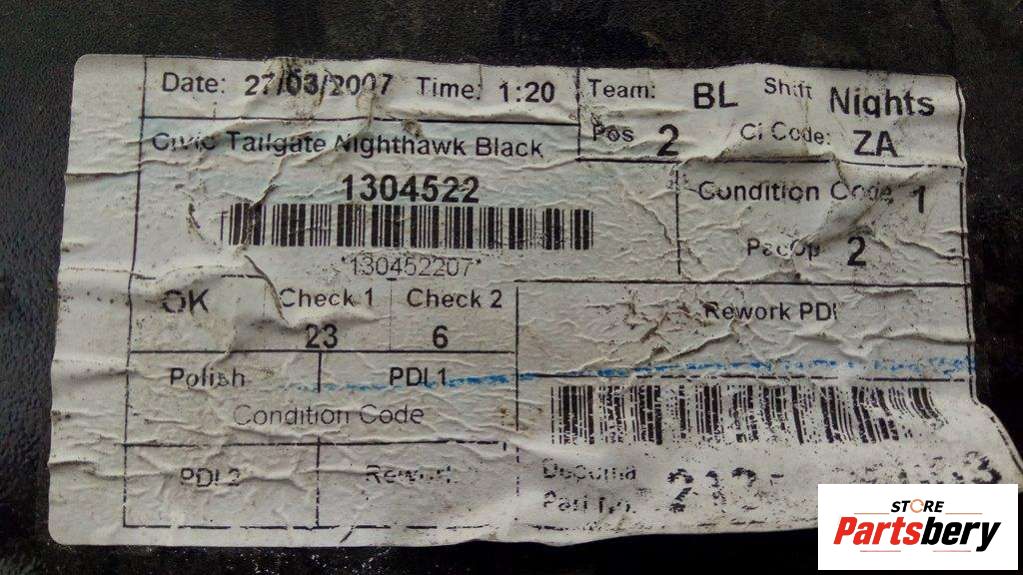 Date: 27/03/2007 Time: 1:20 Team: BL Shift Nights
Pos 2 Ci Code: ZA
Civic Tailgate Nighthawk Black
1304522
Condition Code 1
*130452207*
PacOp 2
OK Check 1 Check 2
23 6
Rework PDI
Polish PDI 1
Condition Code
PDI 2 Rework
Decoma
Part No.
STORE
Partsbery